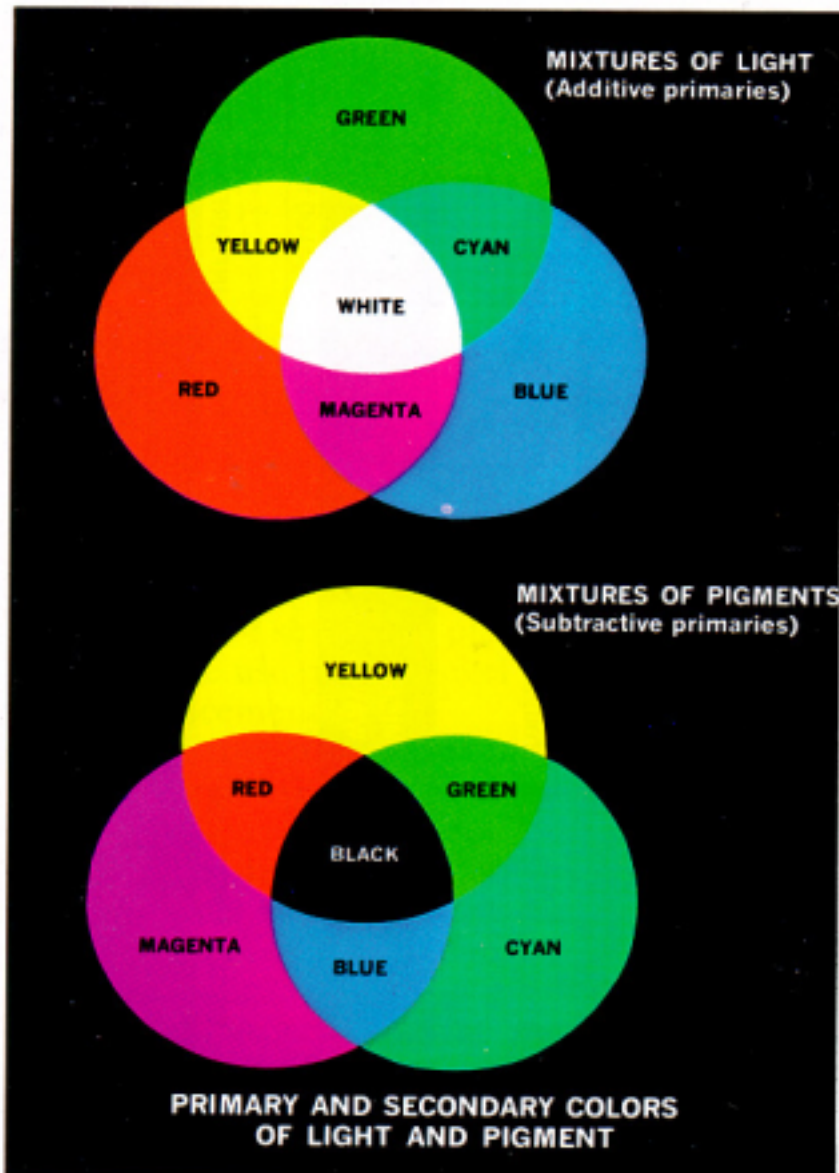 MIXTURES OF LIGHT
(Additive primaries)
GREEN
YELLOW
CYAN
WHITE
RED
MAGENTA
BLUE
MIXTURES OF PIGMENTS
(Subtractive primaries)
YELLOW
RED
GREEN
BLACK
MAGENTA
BLUE
CYAN
PRIMARY AND SECONDARY COLORS
OF LIGHT AND PIGMENT